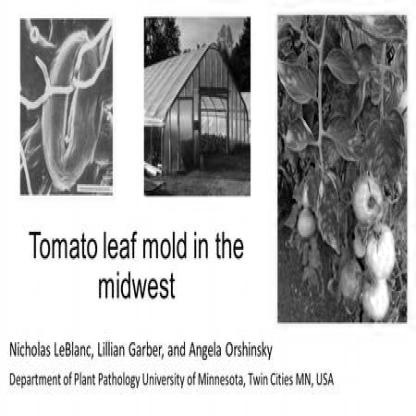 Tomato leaf mold in the
midwest
Nicholas LeBlanc, Lillian Garber, and Angela Orshinsky
Department of Plant Pathology University of Minnesota, Twin Cities MN, USA